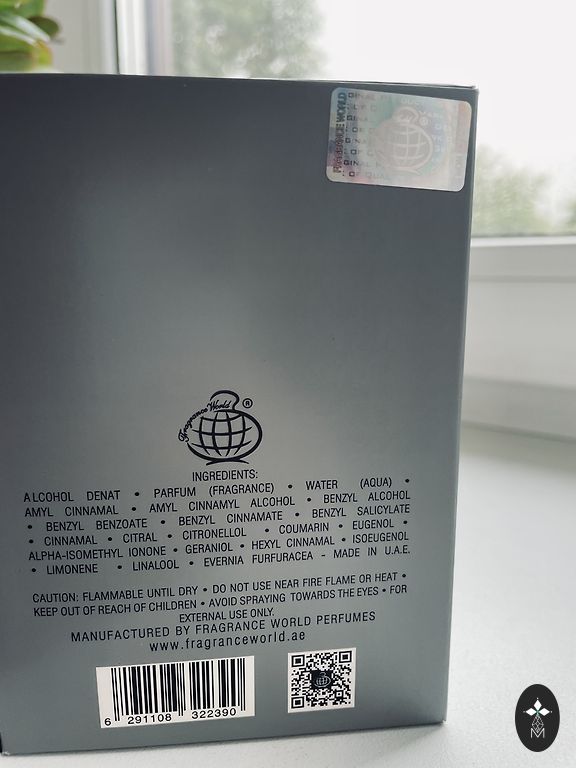 FRAGRANCE WORLD
Fragrance World ®
INGREDIENTS:
ALCOHOL DENAT • PARFUM (FRAGRANCE) • WATER (AQUA) •
AMYL CINNAMAL • AMYL CINNAMYL ALCOHOL • BENZYL ALCOHOL
• BENZYL BENZOATE • BENZYL CINNAMATE • BENZYL SALICYLATE
• CINNAMAL • CITRAL • CITRONELLOL • COUMARIN • EUGENOL •
ALPHA-ISOMETHYL IONONE • GERANIOL • HEXYL CINNAMAL • ISOEUGENOL
• LIMONENE • LINALOOL • EVERNIA FURFURACEA - MADE IN U.A.E.
CAUTION: FLAMMABLE UNTIL DRY • DO NOT USE NEAR FIRE FLAME OR HEAT •
KEEP OUT OF REACH OF CHILDREN • AVOID SPRAYING TOWARDS THE EYES • FOR
EXTERNAL USE ONLY.
MANUFACTURED BY FRAGRANCE WORLD PERFUMES
www.fragranceworld.ae
6 291108 322390
M